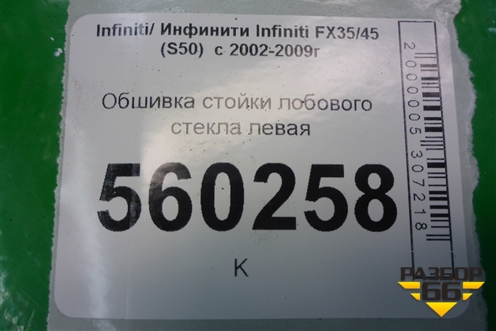 Infiniti/ Инфинити Infiniti FX35/45
(S50) с 2002-2009г
Обшивка стойки лобового
стекла левая
560258
К
2000005307218
РАЗБОР
66